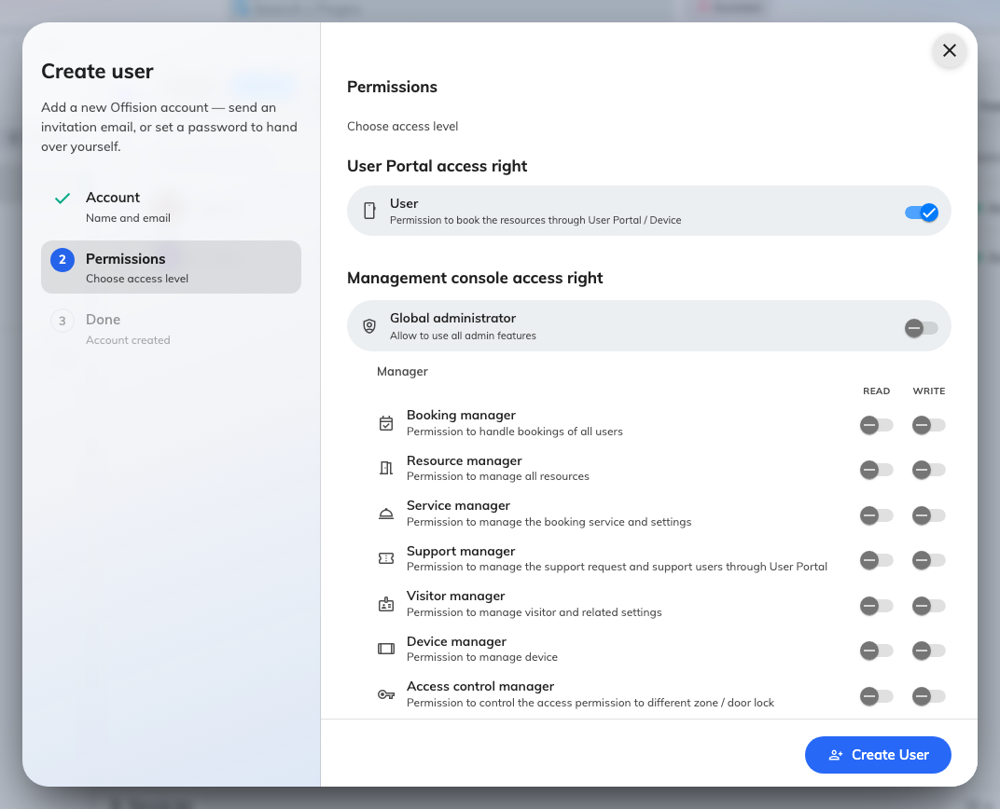 Create user
Add a new Offision account — send an
invitation email, or set a password to hand
over yourself.
Account
Name and email
2
Permissions
Choose access level
3
Done
Account created
Permissions
Choose access level
User Portal access right
User
Permission to book the resources through User Portal / Device
Management console access right
Global administrator
Allow to use all admin features
Manager
READ WRITE
Booking manager
Permission to handle bookings of all users
Resource manager
Permission to manage all resources
Service manager
Permission to manage the booking service and settings
Support manager
Permission to manage the support request and support users through User Portal
Visitor manager
Permission to manage visitor and related settings
Device manager
Permission to manage device
Access control manager
Permission to control the access permission to different zone / door lock
Create User